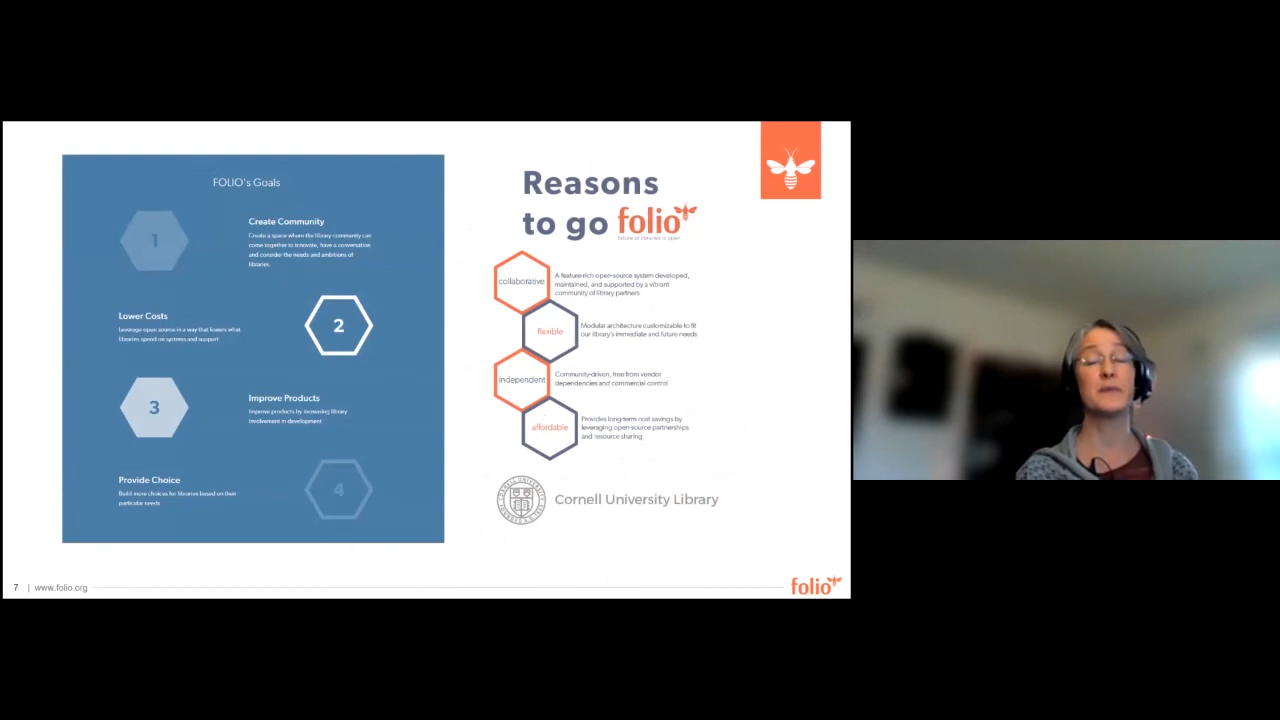 FOLIO's Goals
1
Create Community
Create a space where the library community can
come together to innovate, have a conversation
and consider the needs and ambitions of
libraries.
Lower Costs
Leverage open source in a way that lowers what
libraries spend on systems and support
2
3
Improve Products
Improve products by increasing library
involvement in development
Provide Choice
Build more choices for libraries based on their
particular needs
4
Reasons
to go folio
future of libraries is open
collaborative
A feature-rich open-source system developed,
maintained, and supported by a vibrant
community of library partners
flexible
Modular architecture customizable to fit
our library's immediate and future needs
independent
Community-driven, free from vendor
dependencies and commercial control
affordable
Provides long-term cost savings by
leveraging open-source partnerships
and resource sharing
Cornell University Library
7 | www.folio.org
folio